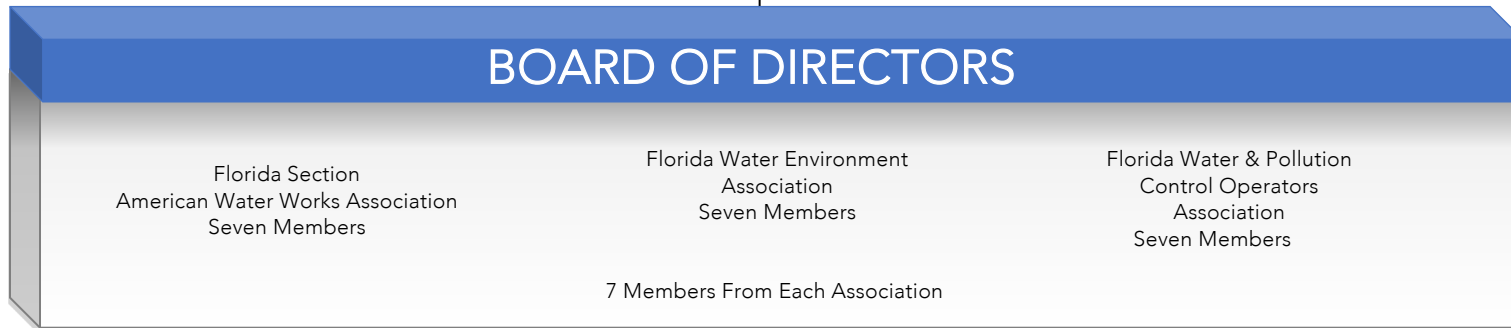 BOARD OF DIRECTORS
Florida Section
American Water Works Association
Seven Members
Florida Water Environment
Association
Seven Members
Florida Water & Pollution
Control Operators
Association
Seven Members
7 Members From Each Association